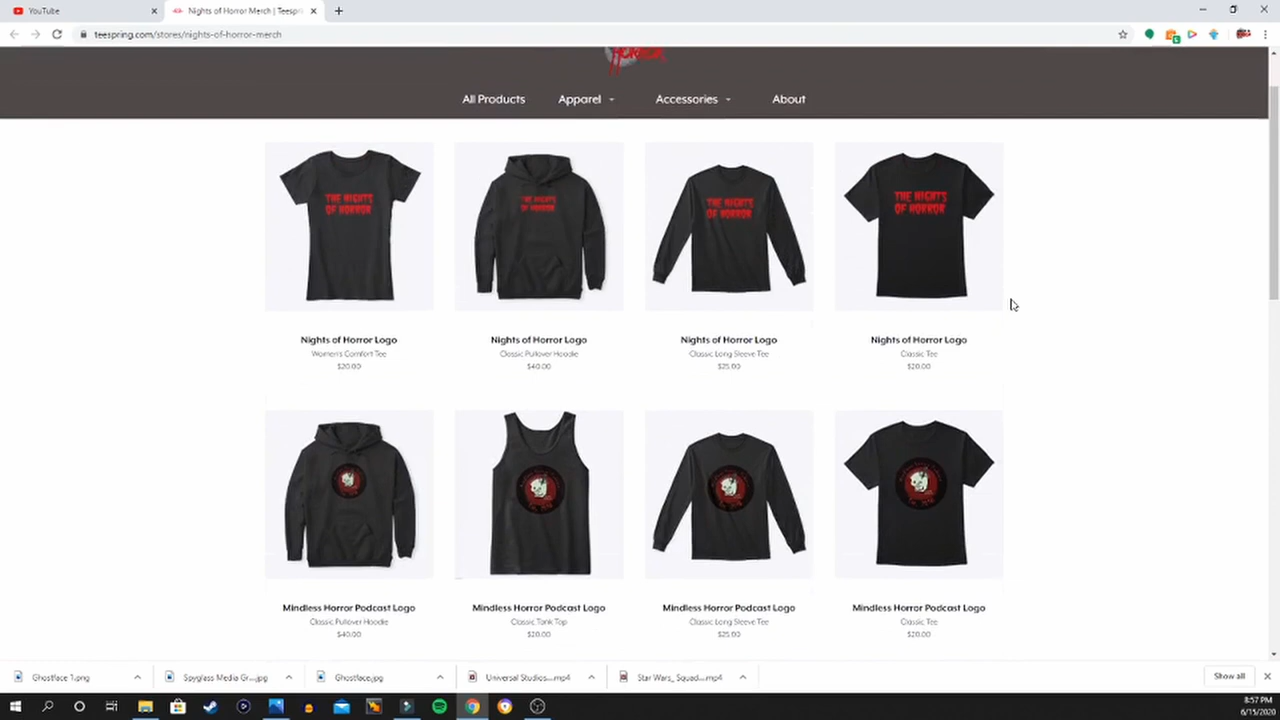 YouTube
Nights of Horror Merch | Teespri
teespring.com/stores/nights-of-horror-merch
Horror
All Products
Apparel
Accessories
About
THE NIGHTS
OF HORROR
THE NIGHTS
OF HORROR
THE NIGHTS
OF HORROR
THE NIGHTS
OF HORROR
Nights of Horror Logo
Women's Comfort Tee
$20.00
Nights of Horror Logo
Classic Pullover Hoodie
$40.00
Nights of Horror Logo
Classic Long Sleeve Tee
$25.00
Nights of Horror Logo
Classic Tee
$20.00
Mindless Horror Podcast Logo
Classic Pullover Hoodie
$40.00
Mindless Horror Podcast Logo
Classic Tank Top
$20.00
Mindless Horror Podcast Logo
Classic Long Sleeve Tee
$25.00
Mindless Horror Podcast Logo
Classic Tee
$20.00
Ghostface 1.png
Spyglass Media Gr....jpg
Ghostface.jpg
Universal Studios....mp4
Star Wars_ Squad....mp4
Show all
8:57 PM
6/15/2020